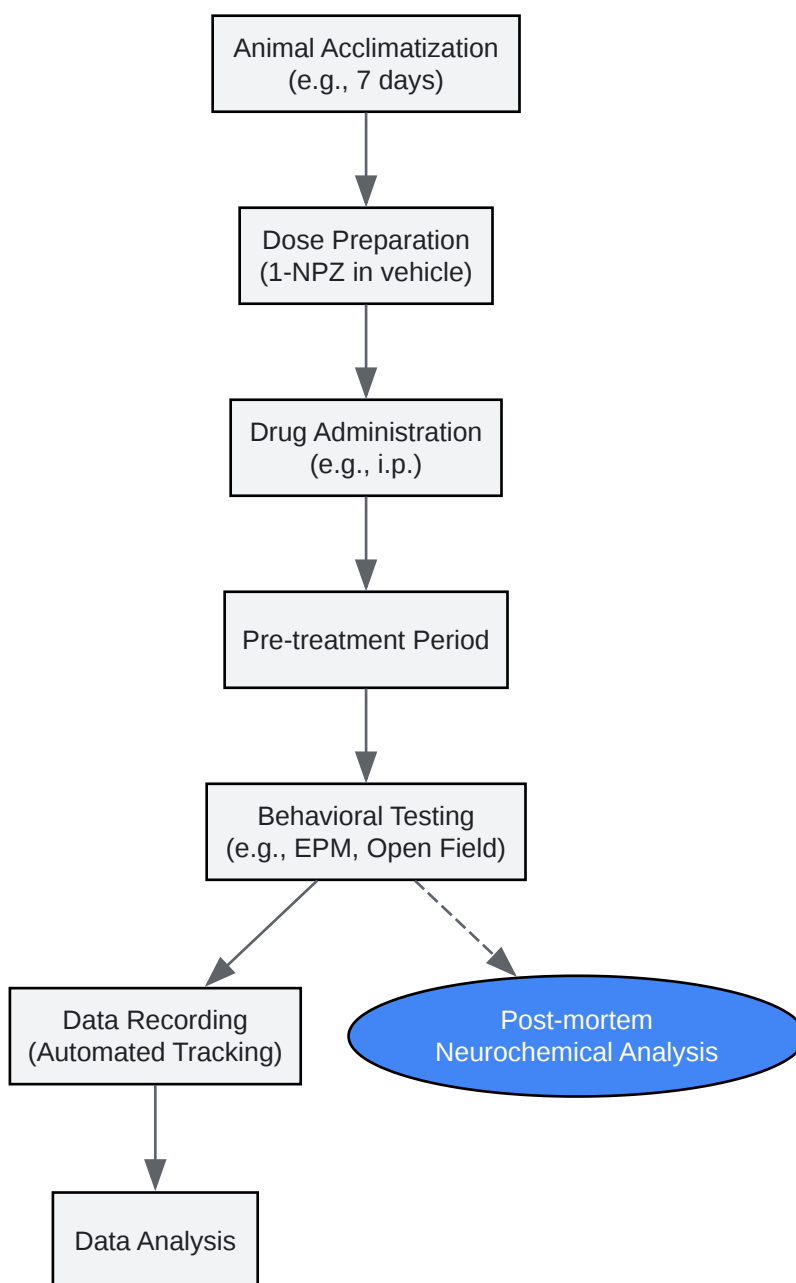 Animal Acclimatization
(e.g., 7 days)
Dose Preparation
(1-NPZ in vehicle)
Drug Administration
(e.g., i.p.)
Pre-treatment Period
Behavioral Testing
(e.g., EPM, Open Field)
Data Recording
(Automated Tracking)
Post-mortem
Neurochemical Analysis
Data Analysis